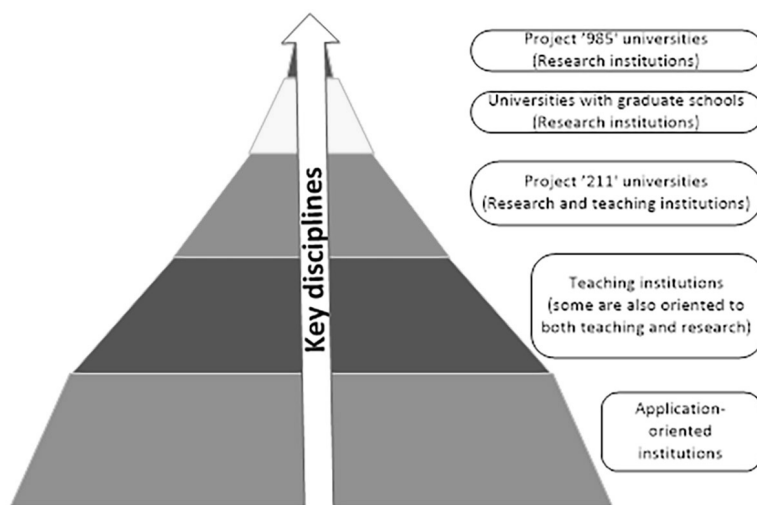 Project '985' universities
(Research institutions)
Universities with graduate schools
(Research institutions)
Project '211' universities
(Research and teaching institutions)
Teaching institutions
(some are also oriented to
both teaching and research)
Application-
oriented
institutions
Key disciplines